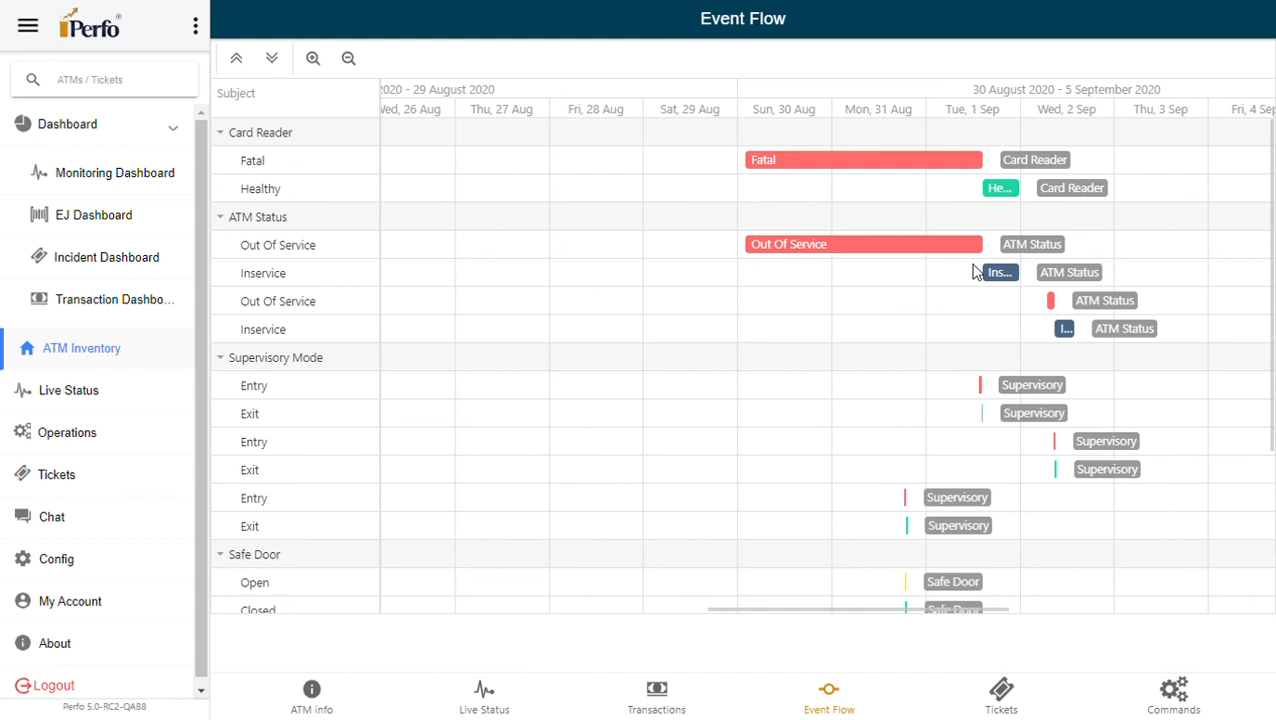 Perfo
ATMs / Tickets
Dashboard
Monitoring Dashboard
EJ Dashboard
Incident Dashboard
Transaction Dashbo...
ATM Inventory
Live Status
Operations
Tickets
Chat
Config
My Account
About
Logout
Perfo 5.0-RC2-QA88
Event Flow
Subject
2020 - 29 August 2020
30 August 2020 - 5 September 2020
Wed, 26 Aug
Thu, 27 Aug
Fri, 28 Aug
Sat, 29 Aug
Sun, 30 Aug
Mon, 31 Aug
Tue, 1 Sep
Wed, 2 Sep
Thu, 3 Sep
Fri, 4 Sep
Card Reader
Fatal Fatal Card Reader
Healthy He... Card Reader
ATM Status
Out Of Service Out Of Service ATM Status
Inservice Ins... ATM Status
Out Of Service ATM Status
Inservice I... ATM Status
Supervisory Mode
Entry Supervisory
Exit Supervisory
Entry Supervisory
Exit Supervisory
Entry Supervisory
Exit Supervisory
Safe Door
Open Safe Door
Closed Safe Door
ATM info
Live Status
Transactions
Event Flow
Tickets
Commands